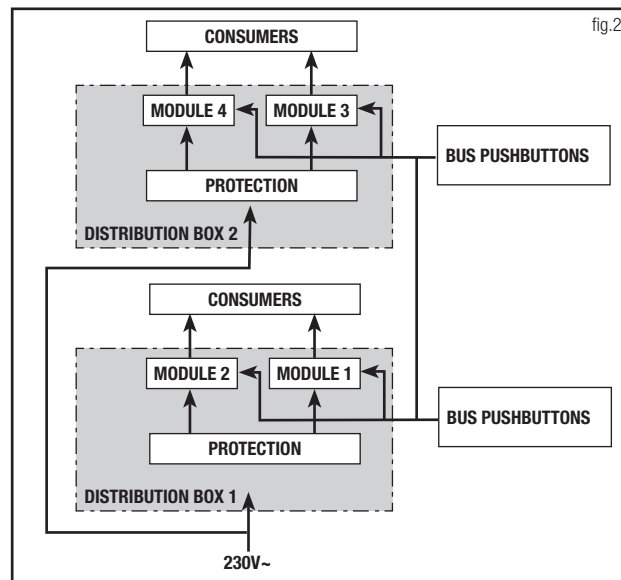 fig.2
CONSUMERS
MODULE 4
MODULE 3
BUS PUSHBUTTONS
PROTECTION
DISTRIBUTION BOX 2
CONSUMERS
MODULE 2
MODULE 1
BUS PUSHBUTTONS
PROTECTION
DISTRIBUTION BOX 1
230V~